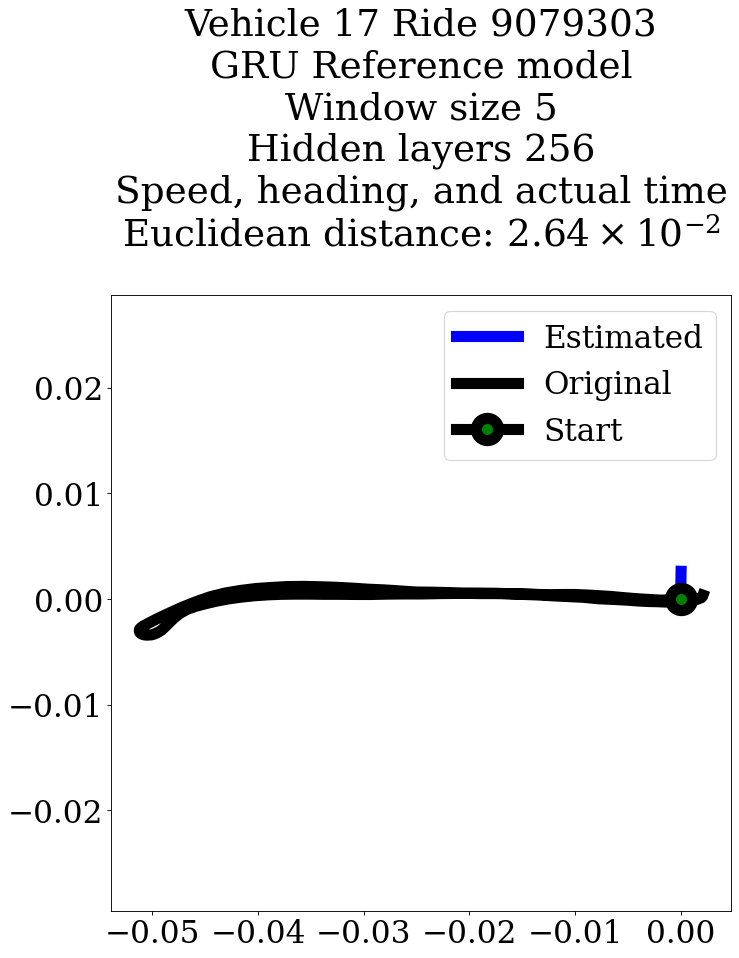 Vehicle 17 Ride 9079303
GRU Reference model
Window size 5
Hidden layers 256
Speed, heading, and actual time
Euclidean distance: 2.64 × 10⁻²
Estimated
Original
Start
0.02
0.01
0.00
−0.01
−0.02
−0.05 −0.04 −0.03 −0.02 −0.01 0.00